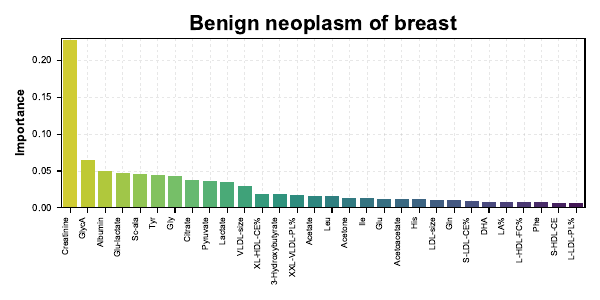 Benign neoplasm of breast
Importance
0.20
0.15
0.10
0.05
0.00
Creatinine
GlycA
Albumin
Glu-lactate
Sc-ala
Tyr
Gly
Citrate
Pyruvate
Lactate
VLDL-size
XL-HDL-CE%
3-Hydroxybutyrate
XXL-VLDL-PL%
Acetate
Leu
Acetone
Ile
Glu
Acetoacetate
His
LDL-size
Gln
S-LDL-CE%
DHA
LA%
L-HDL-FC%
Phe
S-HDL-CE
L-LDL-PL%